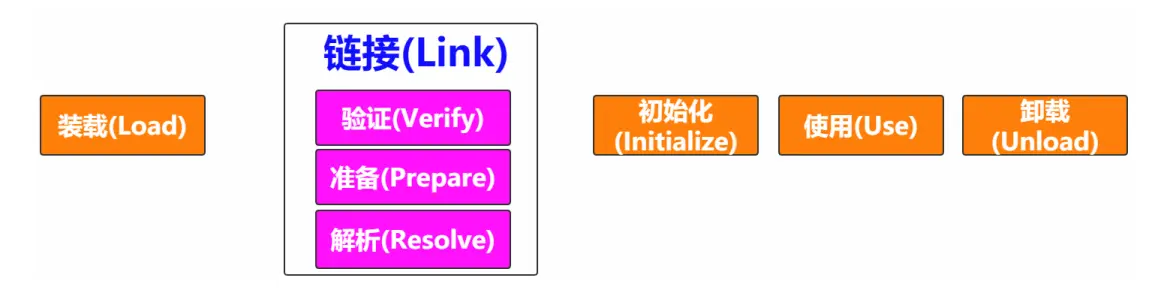 装载(Load)
链接(Link)
验证(Verify)
准备(Prepare)
解析(Resolve)
初始化
(Initialize)
使用(Use)
卸载
(Unload)